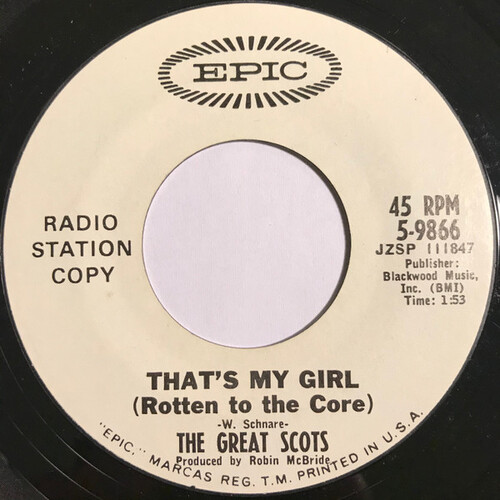 EPIC
RADIO
STATION
COPY
45 RPM
5-9866
JZSP 111847
Publisher:
Blackwood Music,
Inc. (BMI)
Time: 1:53
THAT'S MY GIRL
(Rotten to the Core)
-W. Schnare-
THE GREAT SCOTS
Produced by Robin McBride
"EPIC," MARCAS REG. T.M. PRINTED IN U.S.A.